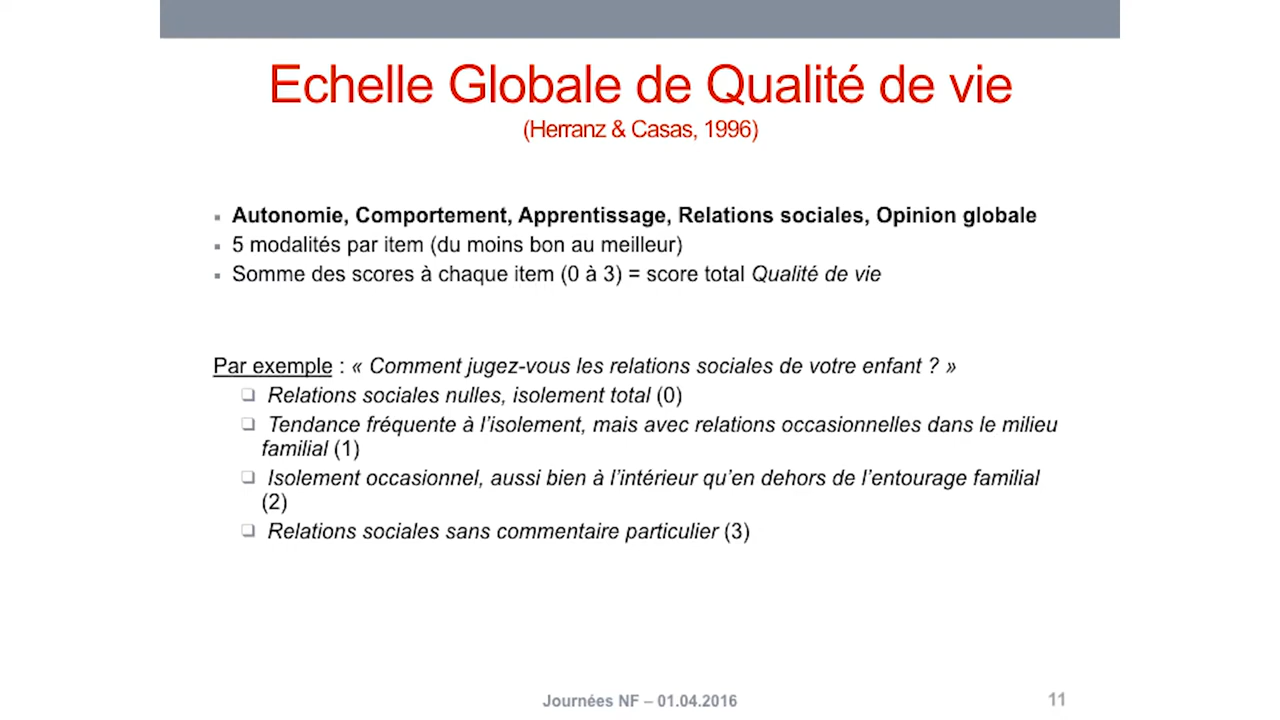 Echelle Globale de Qualité de vie
(Herranz & Casas, 1996)
▪ Autonomie, Comportement, Apprentissage, Relations sociales, Opinion globale
▪ 5 modalités par item (du moins bon au meilleur)
▪ Somme des scores à chaque item (0 à 3) = score total Qualité de vie
Par exemple : « Comment jugez-vous les relations sociales de votre enfant ? »
❑ Relations sociales nulles, isolement total (0)
❑ Tendance fréquente à l’isolement, mais avec relations occasionnelles dans le milieu
familial (1)
❑ Isolement occasionnel, aussi bien à l’intérieur qu’en dehors de l’entourage familial
(2)
❑ Relations sociales sans commentaire particulier (3)
Journées NF – 01.04.2016
11